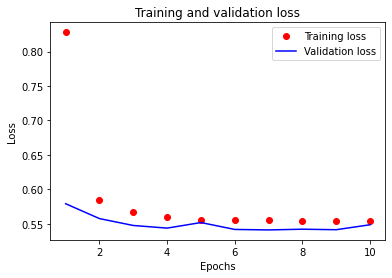 Training and validation loss
Training loss
Validation loss
Loss
0.80
0.75
0.70
0.65
0.60
0.55
2
4
6
8
10
Epochs